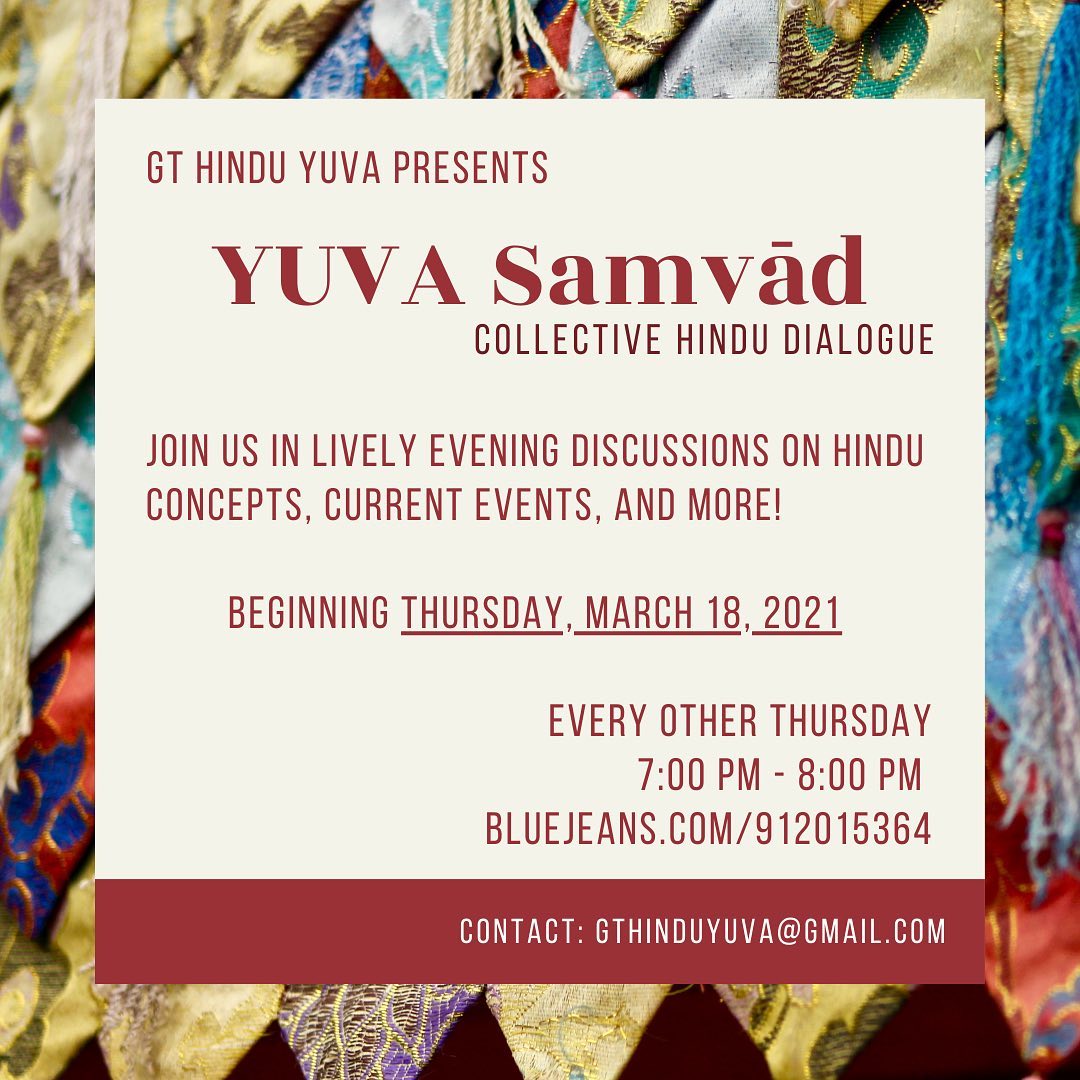 GT HINDU YUVA PRESENTS
YUVA Samvād
COLLECTIVE HINDU DIALOGUE
JOIN US IN LIVELY EVENING DISCUSSIONS ON HINDU
CONCEPTS, CURRENT EVENTS, AND MORE!
BEGINNING THURSDAY, MARCH 18, 2021
EVERY OTHER THURSDAY
7:00 PM - 8:00 PM
BLUEJEANS.COM/912015364
CONTACT: GTHINDUYUVA@GMAIL.COM